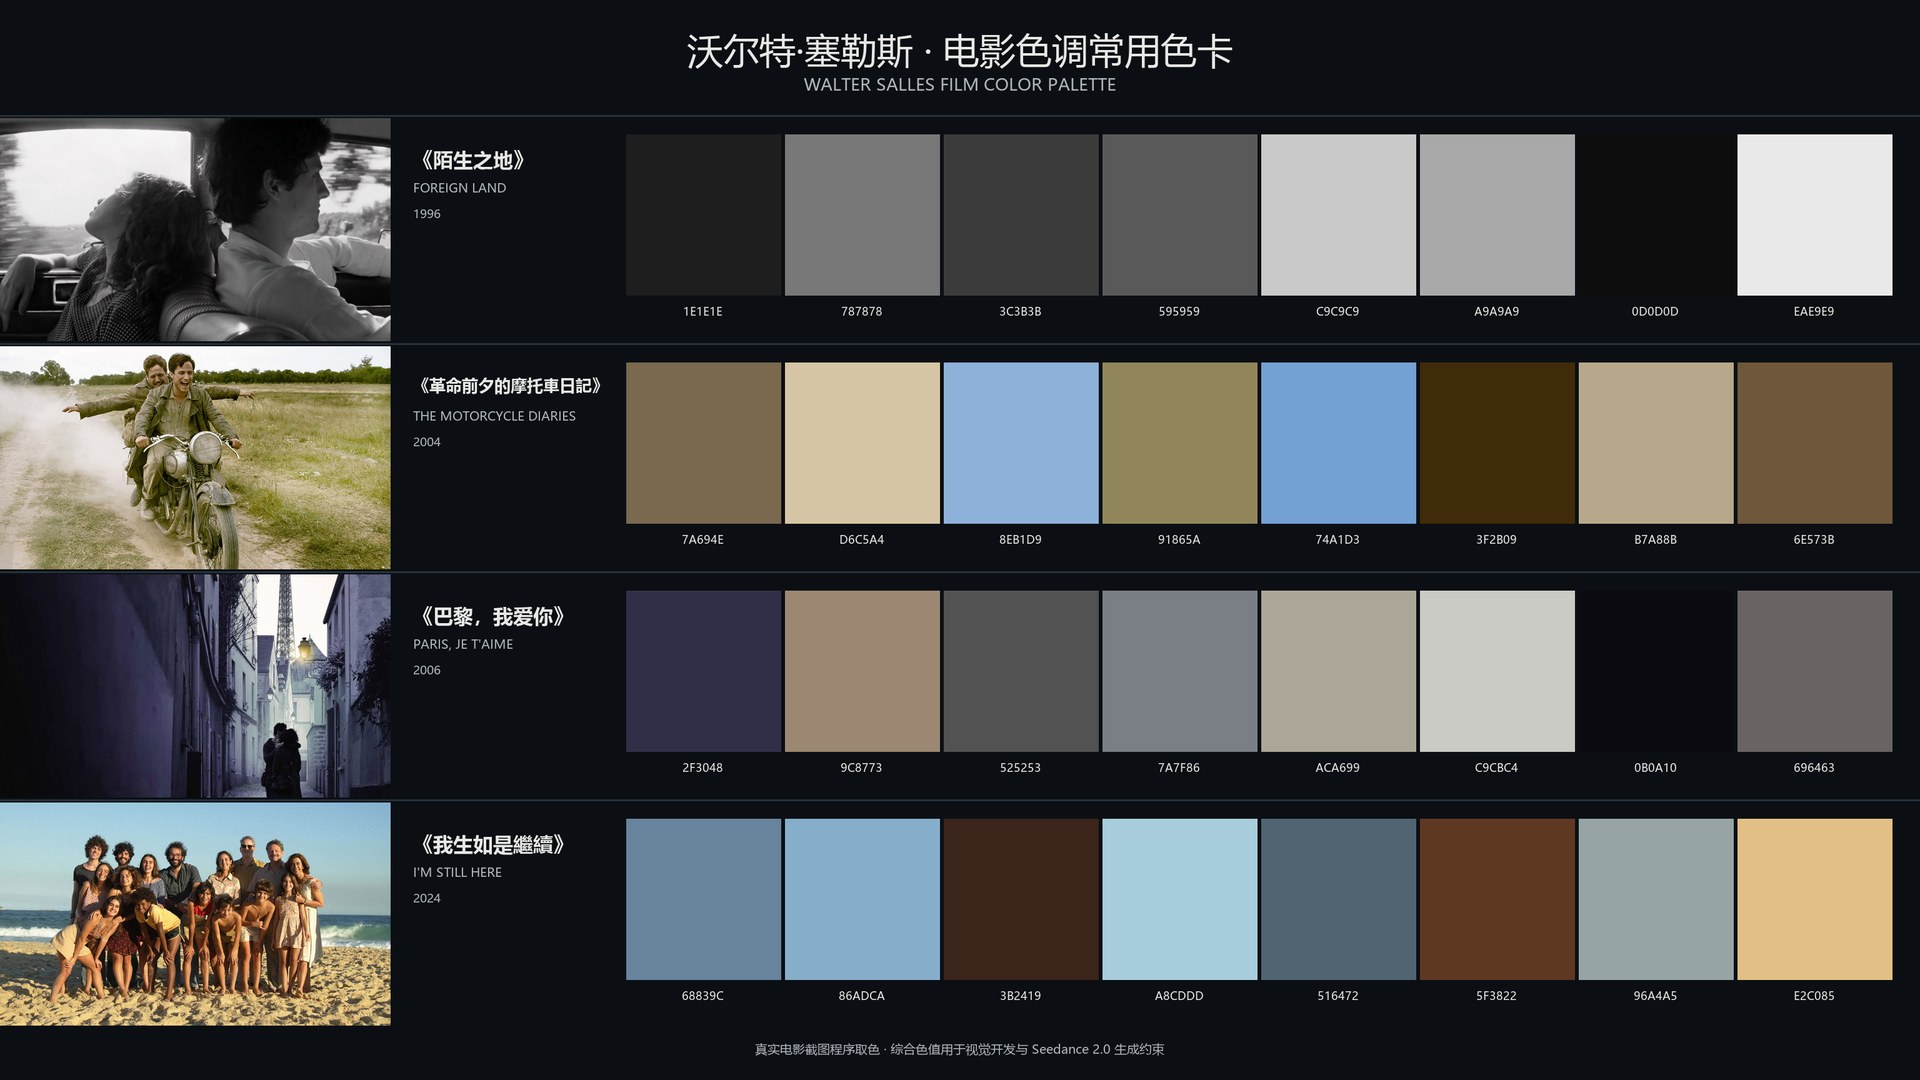 沃尔特·塞勒斯 · 电影色调常用色卡
WALTER SALLES FILM COLOR PALETTE
《陌生之地》
FOREIGN LAND
1996
1E1E1E 787878 3C3B3B 595959 C9C9C9 A9A9A9 0D0D0D EAE9E9
《革命前夕的摩托車日記》
THE MOTORCYCLE DIARIES
2004
7A694E D6C5A4 8EB1D9 91865A 74A1D3 3F2B09 B7A88B 6E573B
《巴黎，我爱你》
PARIS, JE T'AIME
2006
2F3048 9C8773 525253 7A7F86 ACA699 C9CBC4 0B0A10 696463
《我生如是繼續》
I'M STILL HERE
2024
68839C 86ADCA 3B2419 A8CDDD 516472 5F3822 96A4A5 E2C085
真实电影截图程序取色 · 综合色值用于视觉开发与 Seedance 2.0 生成约束